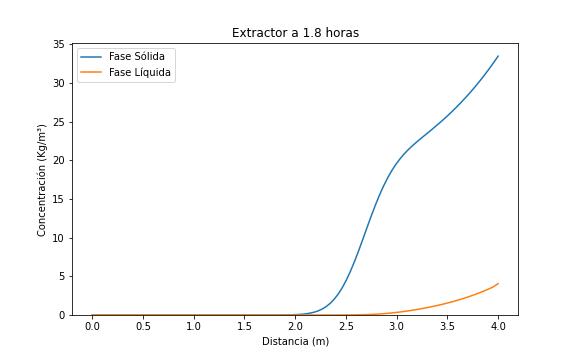 Extractor a 1.8 horas
Fase Sólida
Fase Líquida
Concentración (Kg/m³)
35
30
25
20
15
10
5
0
0.0 0.5 1.0 1.5 2.0 2.5 3.0 3.5 4.0
Distancia (m)